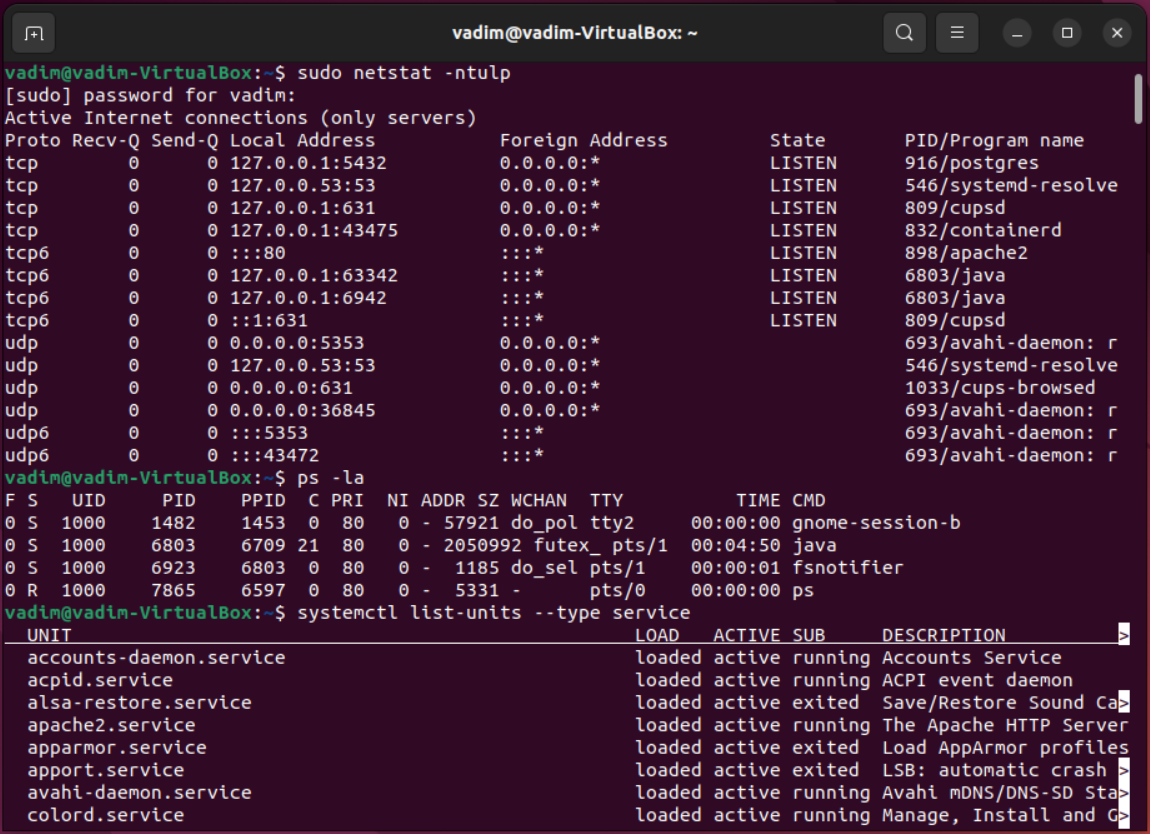 vadim@vadim-VirtualBox: ~
vadim@vadim-VirtualBox:~$ sudo netstat -ntulp
[sudo] password for vadim:
Active Internet connections (only servers)
Proto Recv-Q Send-Q Local Address Foreign Address State PID/Program name
tcp 0 0 127.0.0.1:5432 0.0.0.0:* LISTEN 916/postgres
tcp 0 0 127.0.0.53:53 0.0.0.0:* LISTEN 546/systemd-resolve
tcp 0 0 127.0.0.1:631 0.0.0.0:* LISTEN 809/cupsd
tcp 0 0 127.0.0.1:43475 0.0.0.0:* LISTEN 832/containerd
tcp6 0 0 :::80 :::* LISTEN 898/apache2
tcp6 0 0 127.0.0.1:63342 :::* LISTEN 6803/java
tcp6 0 0 127.0.0.1:6942 :::* LISTEN 6803/java
tcp6 0 0 ::1:631 :::* LISTEN 809/cupsd
udp 0 0 0.0.0.0:5353 0.0.0.0:* 693/avahi-daemon: r
udp 0 0 127.0.0.53:53 0.0.0.0:* 546/systemd-resolve
udp 0 0 0.0.0.0:631 0.0.0.0:* 1033/cups-browsed
udp 0 0 0.0.0.0:36845 0.0.0.0:* 693/avahi-daemon: r
udp6 0 0 :::5353 :::* 693/avahi-daemon: r
udp6 0 0 :::43472 :::* 693/avahi-daemon: r
vadim@vadim-VirtualBox:~$ ps -la
F S UID PID PPID C PRI NI ADDR SZ WCHAN TTY TIME CMD
0 S 1000 1482 1453 0 80 0 - 57921 do_pol tty2 00:00:00 gnome-session-b
0 S 1000 6803 6709 21 80 0 - 2050992 futex_ pts/1 00:04:50 java
0 S 1000 6923 6803 0 80 0 - 1185 do_sel pts/1 00:00:01 fsnotifier
0 R 1000 7865 6597 0 80 0 - 5331 - pts/0 00:00:00 ps
vadim@vadim-VirtualBox:~$ systemctl list-units --type service
UNIT LOAD ACTIVE SUB DESCRIPTION >
accounts-daemon.service loaded active running Accounts Service
acpid.service loaded active running ACPI event daemon
alsa-restore.service loaded active exited Save/Restore Sound Ca>
apache2.service loaded active running The Apache HTTP Server
apparmor.service loaded active exited Load AppArmor profiles
apport.service loaded active exited LSB: automatic crash >
avahi-daemon.service loaded active running Avahi mDNS/DNS-SD Sta>
colord.service loaded active running Manage, Install and G>